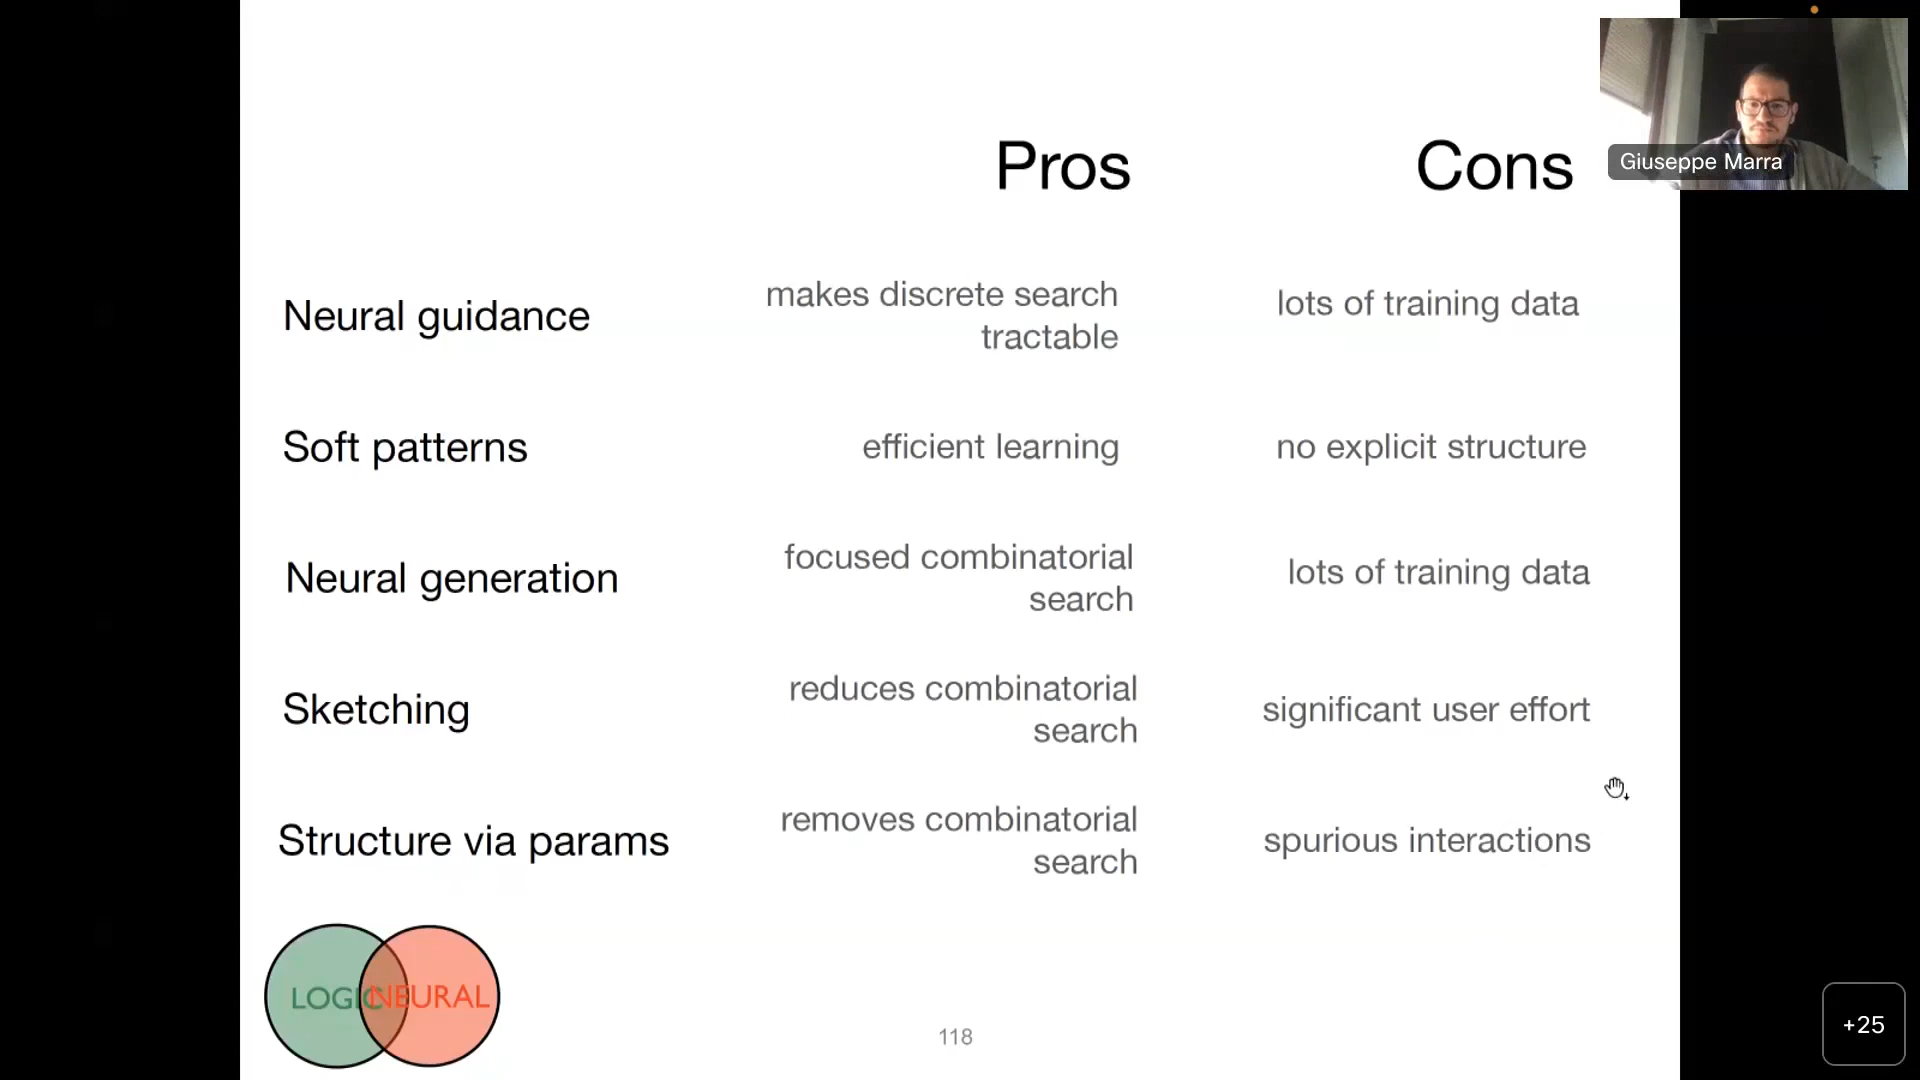 Pros
Cons
Giuseppe Marra
Neural guidance
makes discrete search
tractable
lots of training data
Soft patterns
efficient learning
no explicit structure
Neural generation
focused combinatorial
search
lots of training data
Sketching
reduces combinatorial
search
significant user effort
Structure via params
removes combinatorial
search
spurious interactions
LOGIC
NEURAL
118
+25